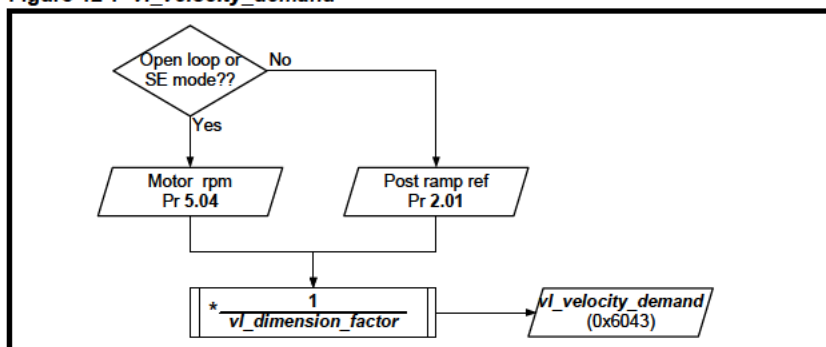 Open loop or
SE mode??
No
Yes
Motor rpm
Pr 5.04
Post ramp ref
Pr 2.01
* 1
vl_dimension_factor
vl_velocity_demand
(0x6043)